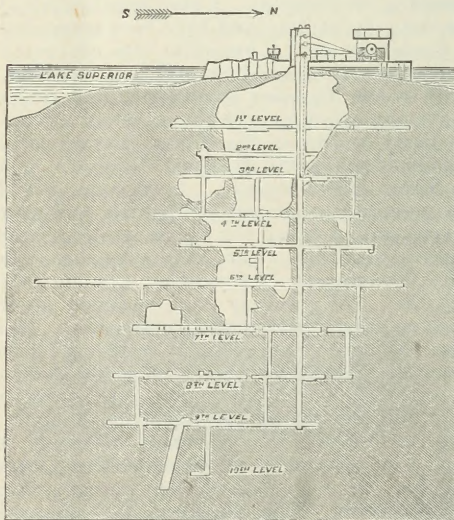 S N
LAKE SUPERIOR
1ST LEVEL
2ND LEVEL
3RD LEVEL
4TH LEVEL
5TH LEVEL
6TH LEVEL
7TH LEVEL
8TH LEVEL
9TH LEVEL
10TH LEVEL